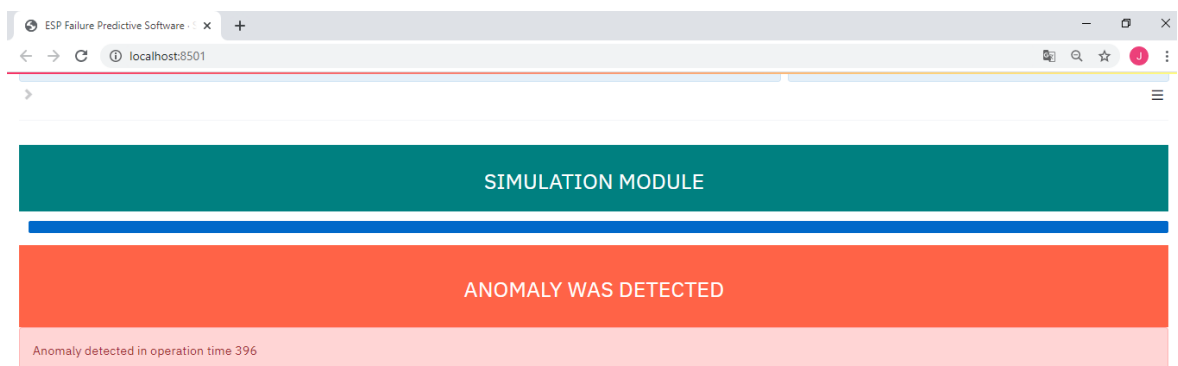 ESP Failure Predictive Software ·
localhost:8501
J
SIMULATION MODULE
ANOMALY WAS DETECTED
Anomaly detected in operation time 396